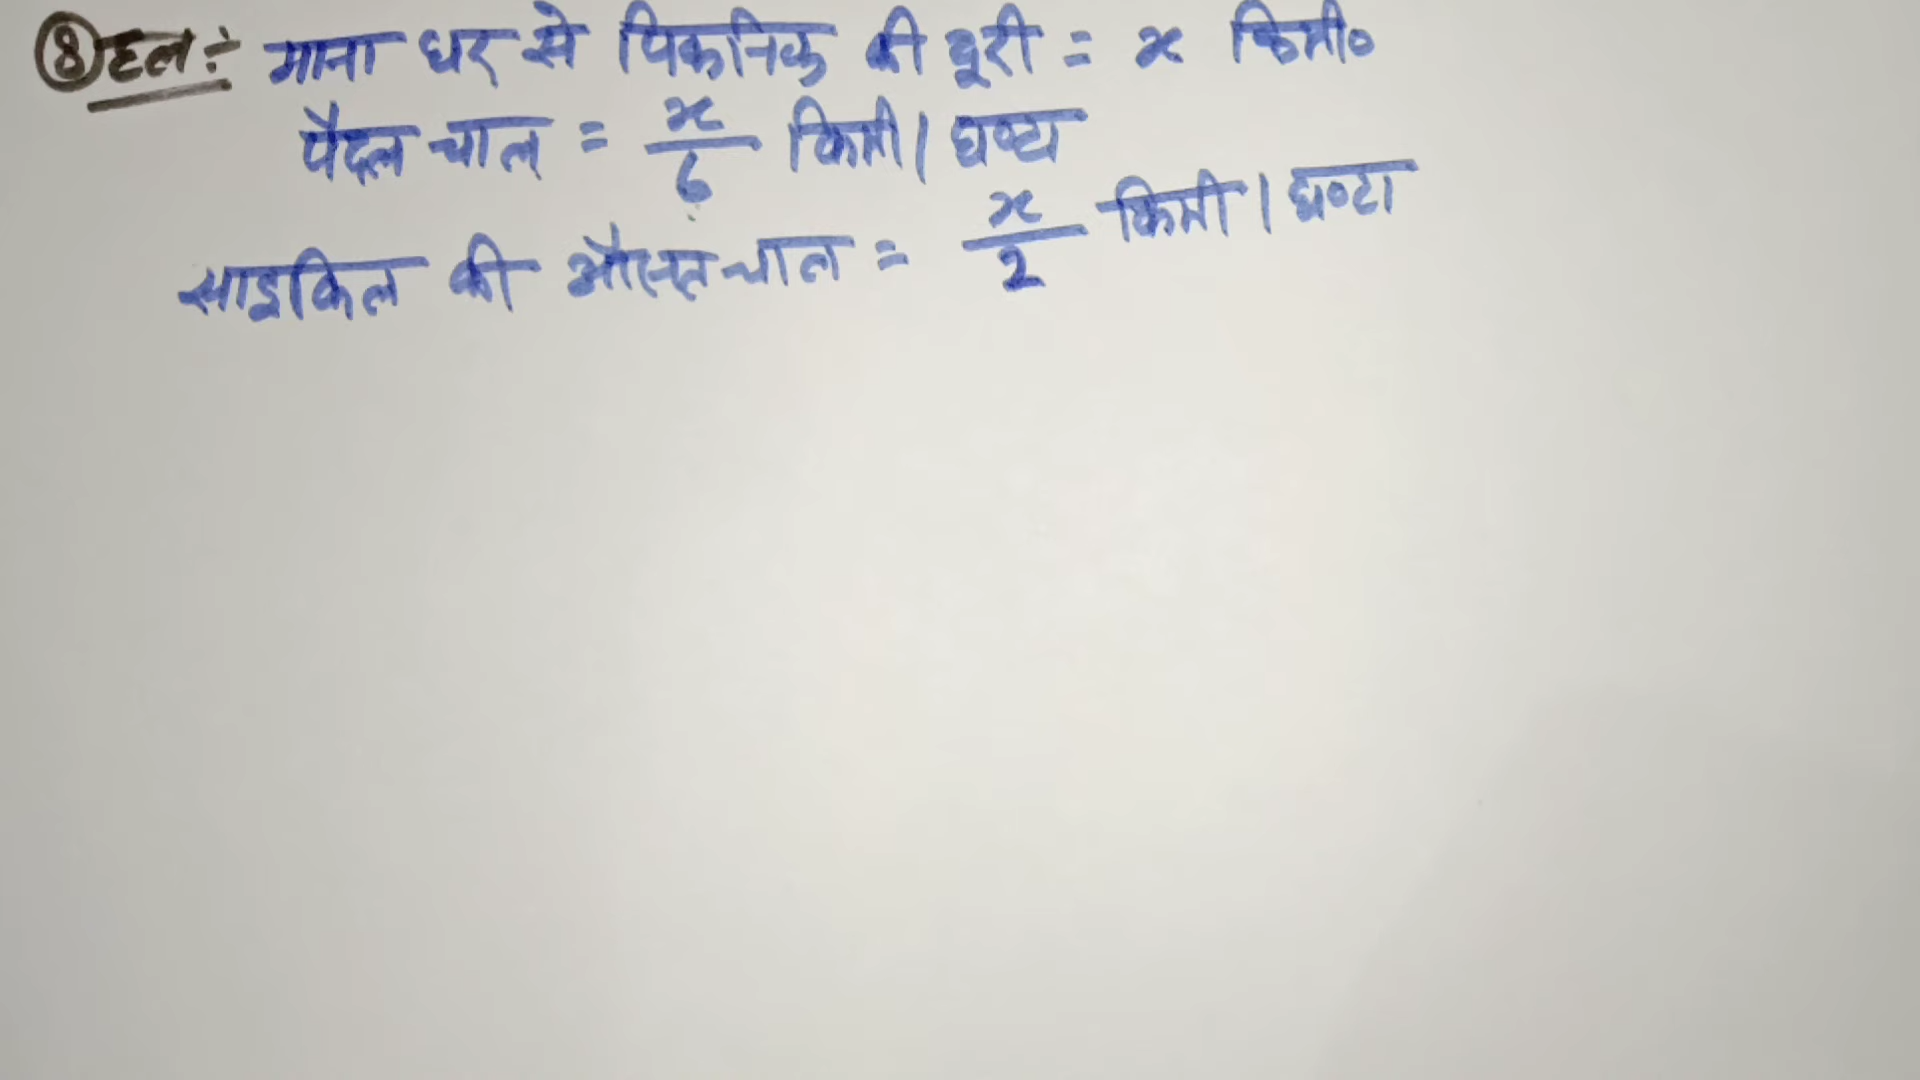 ⑧ हल ÷ माना घर से पिकनिक की दूरी = x किमी०
पैदल चाल = x/6 किमी/घण्टा
साइकिल की औसत चाल = x/2 किमी/घण्टा